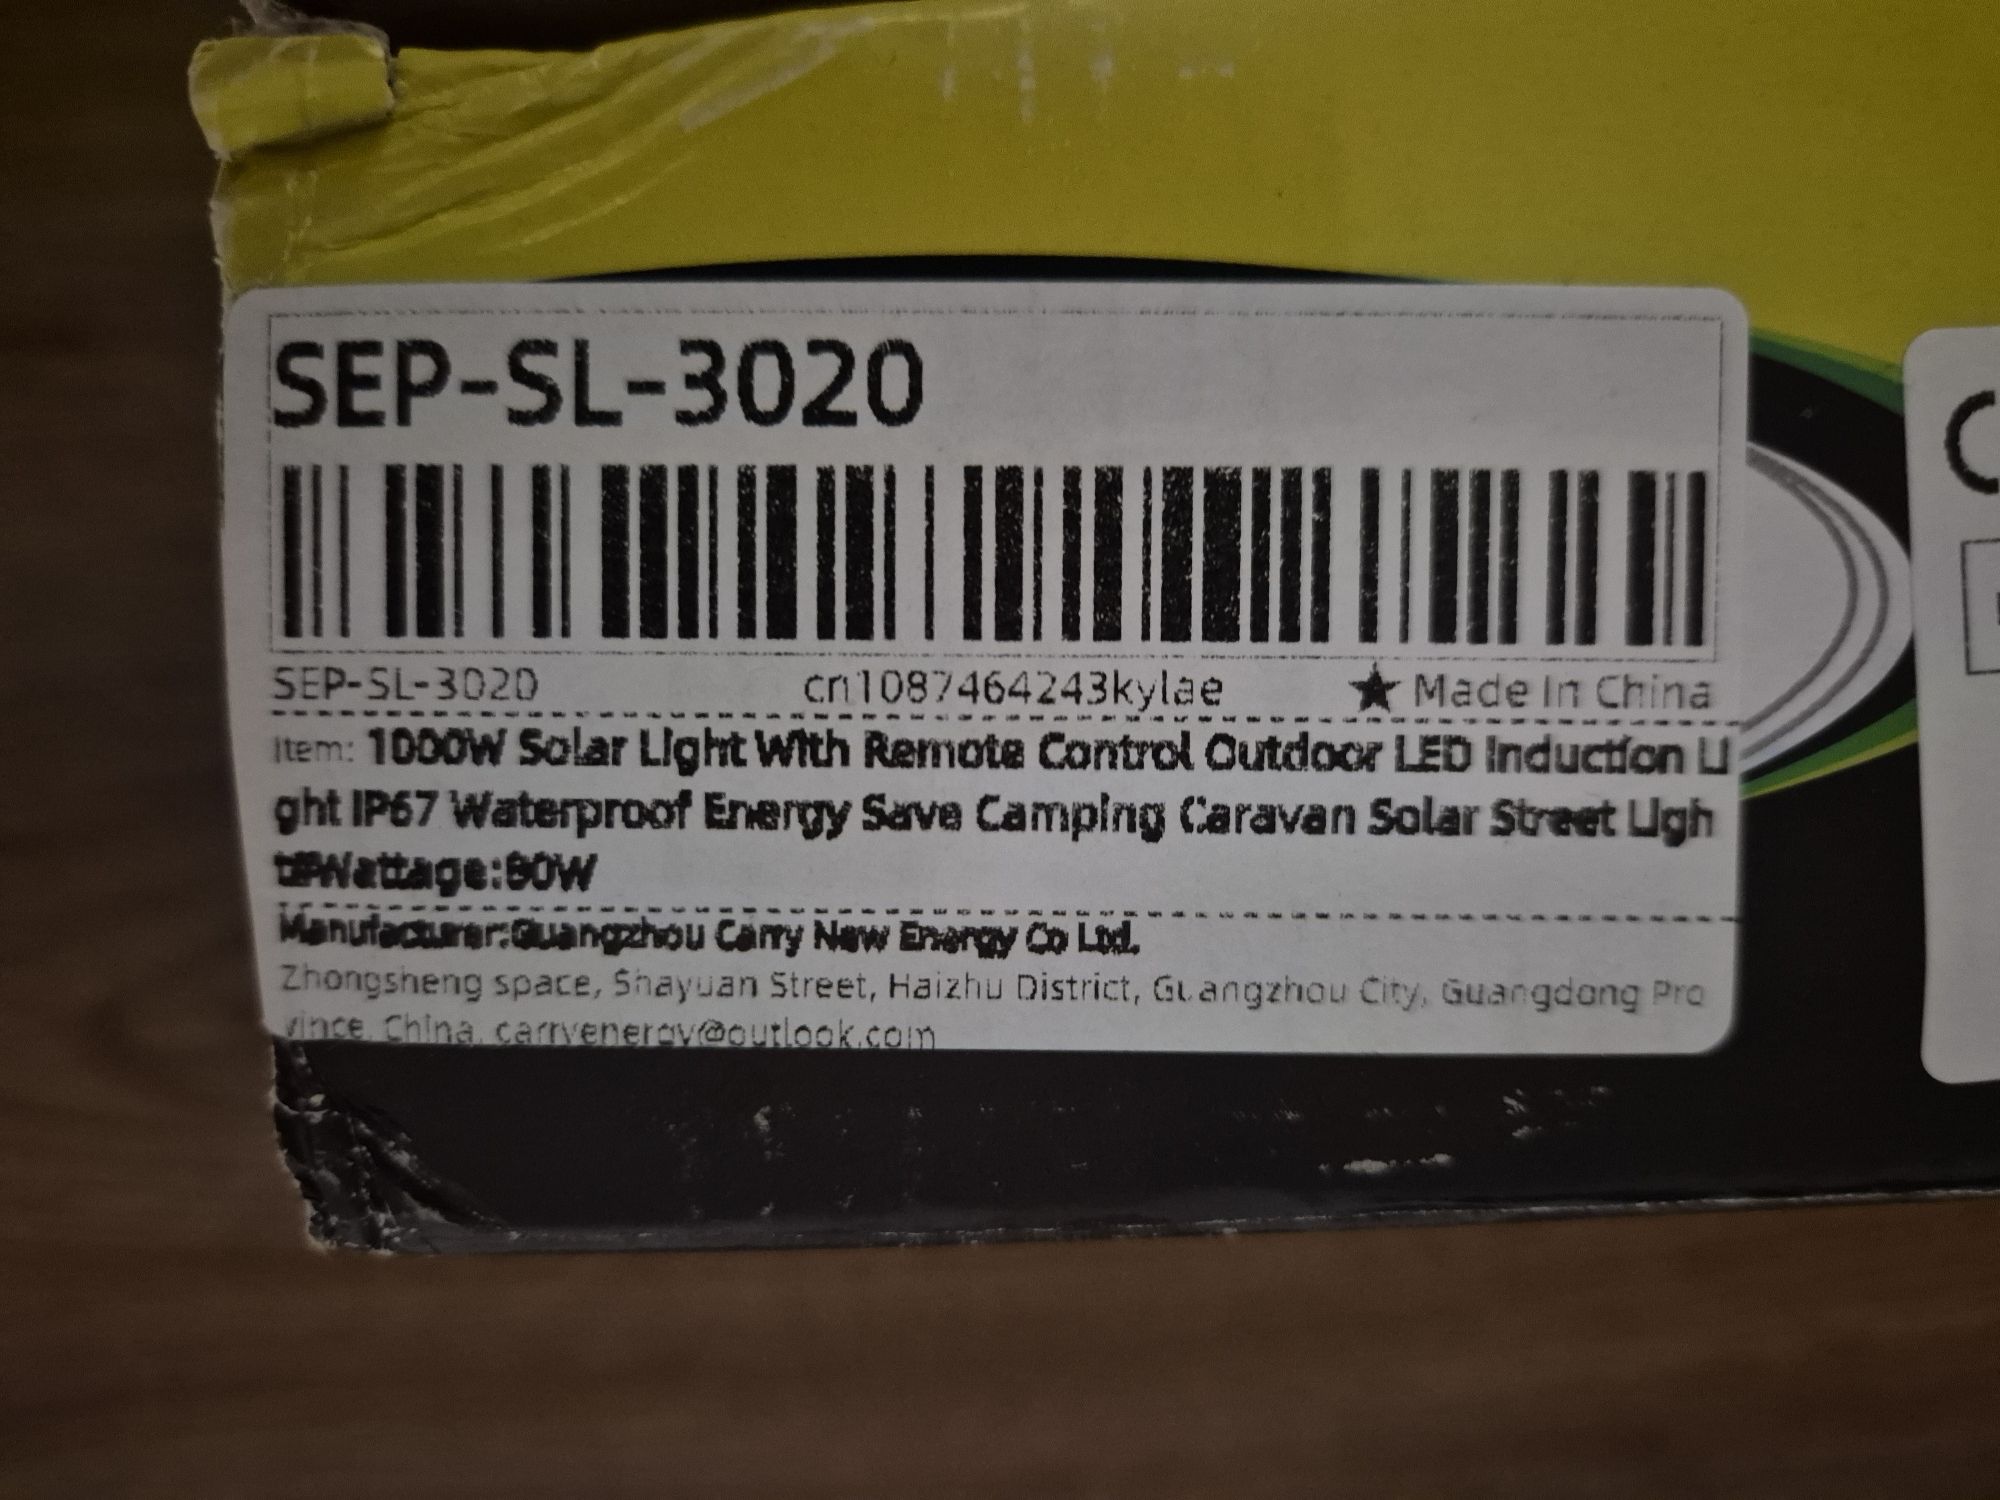 SEP-SL-3020
SEP-SL-3020 cn1087464243kylae ★ Made In China
Item: 1000W Solar Light With Remote Control Outdoor LED Induction Li
ght IP67 Waterproof Energy Save Camping Caravan Solar Street Ligh
Wattage:
Manufacturer:Guangzhou Carry New Energy Co Ltd.
Zhongsheng space, Shayuan Street, Haizhu District, Guangzhou City, Guangdong Pro
vince, China, carryenergy@outlook.com